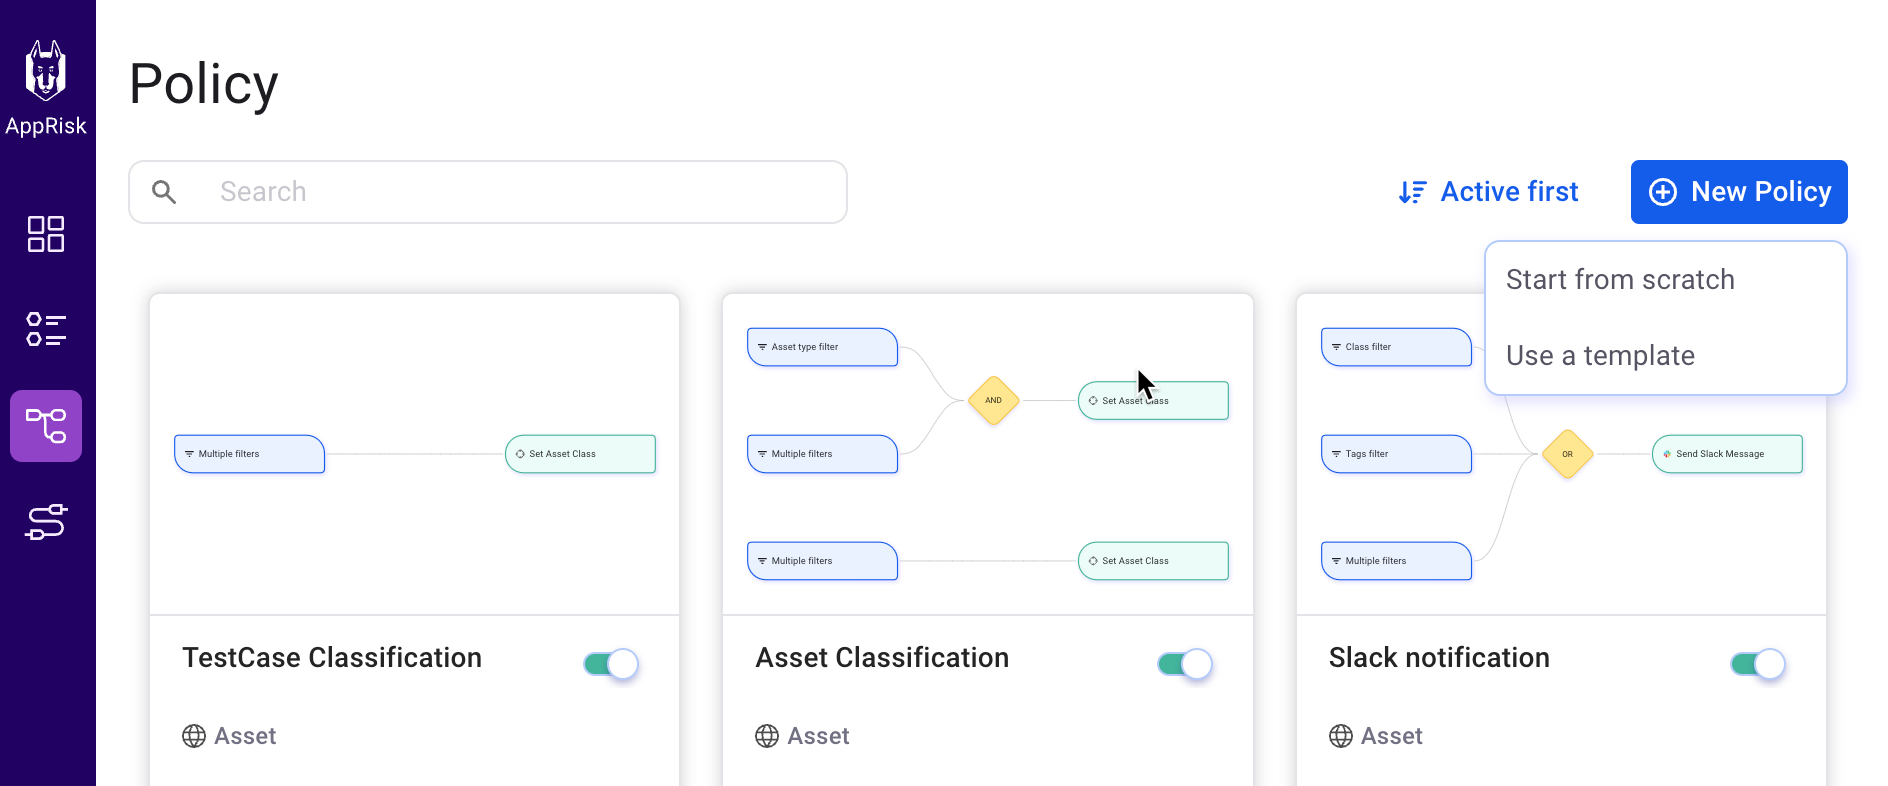 AppRisk
Policy
Search
Active first
New Policy
Start from scratch
Use a template
Multiple filters
Set Asset Class
TestCase Classification
Asset
Asset type filter
Multiple filters
AND
Set Asset Class
Multiple filters
Set Asset Class
Asset Classification
Asset
Class filter
Tags filter
Multiple filters
OR
Send Slack Message
Slack notification
Asset